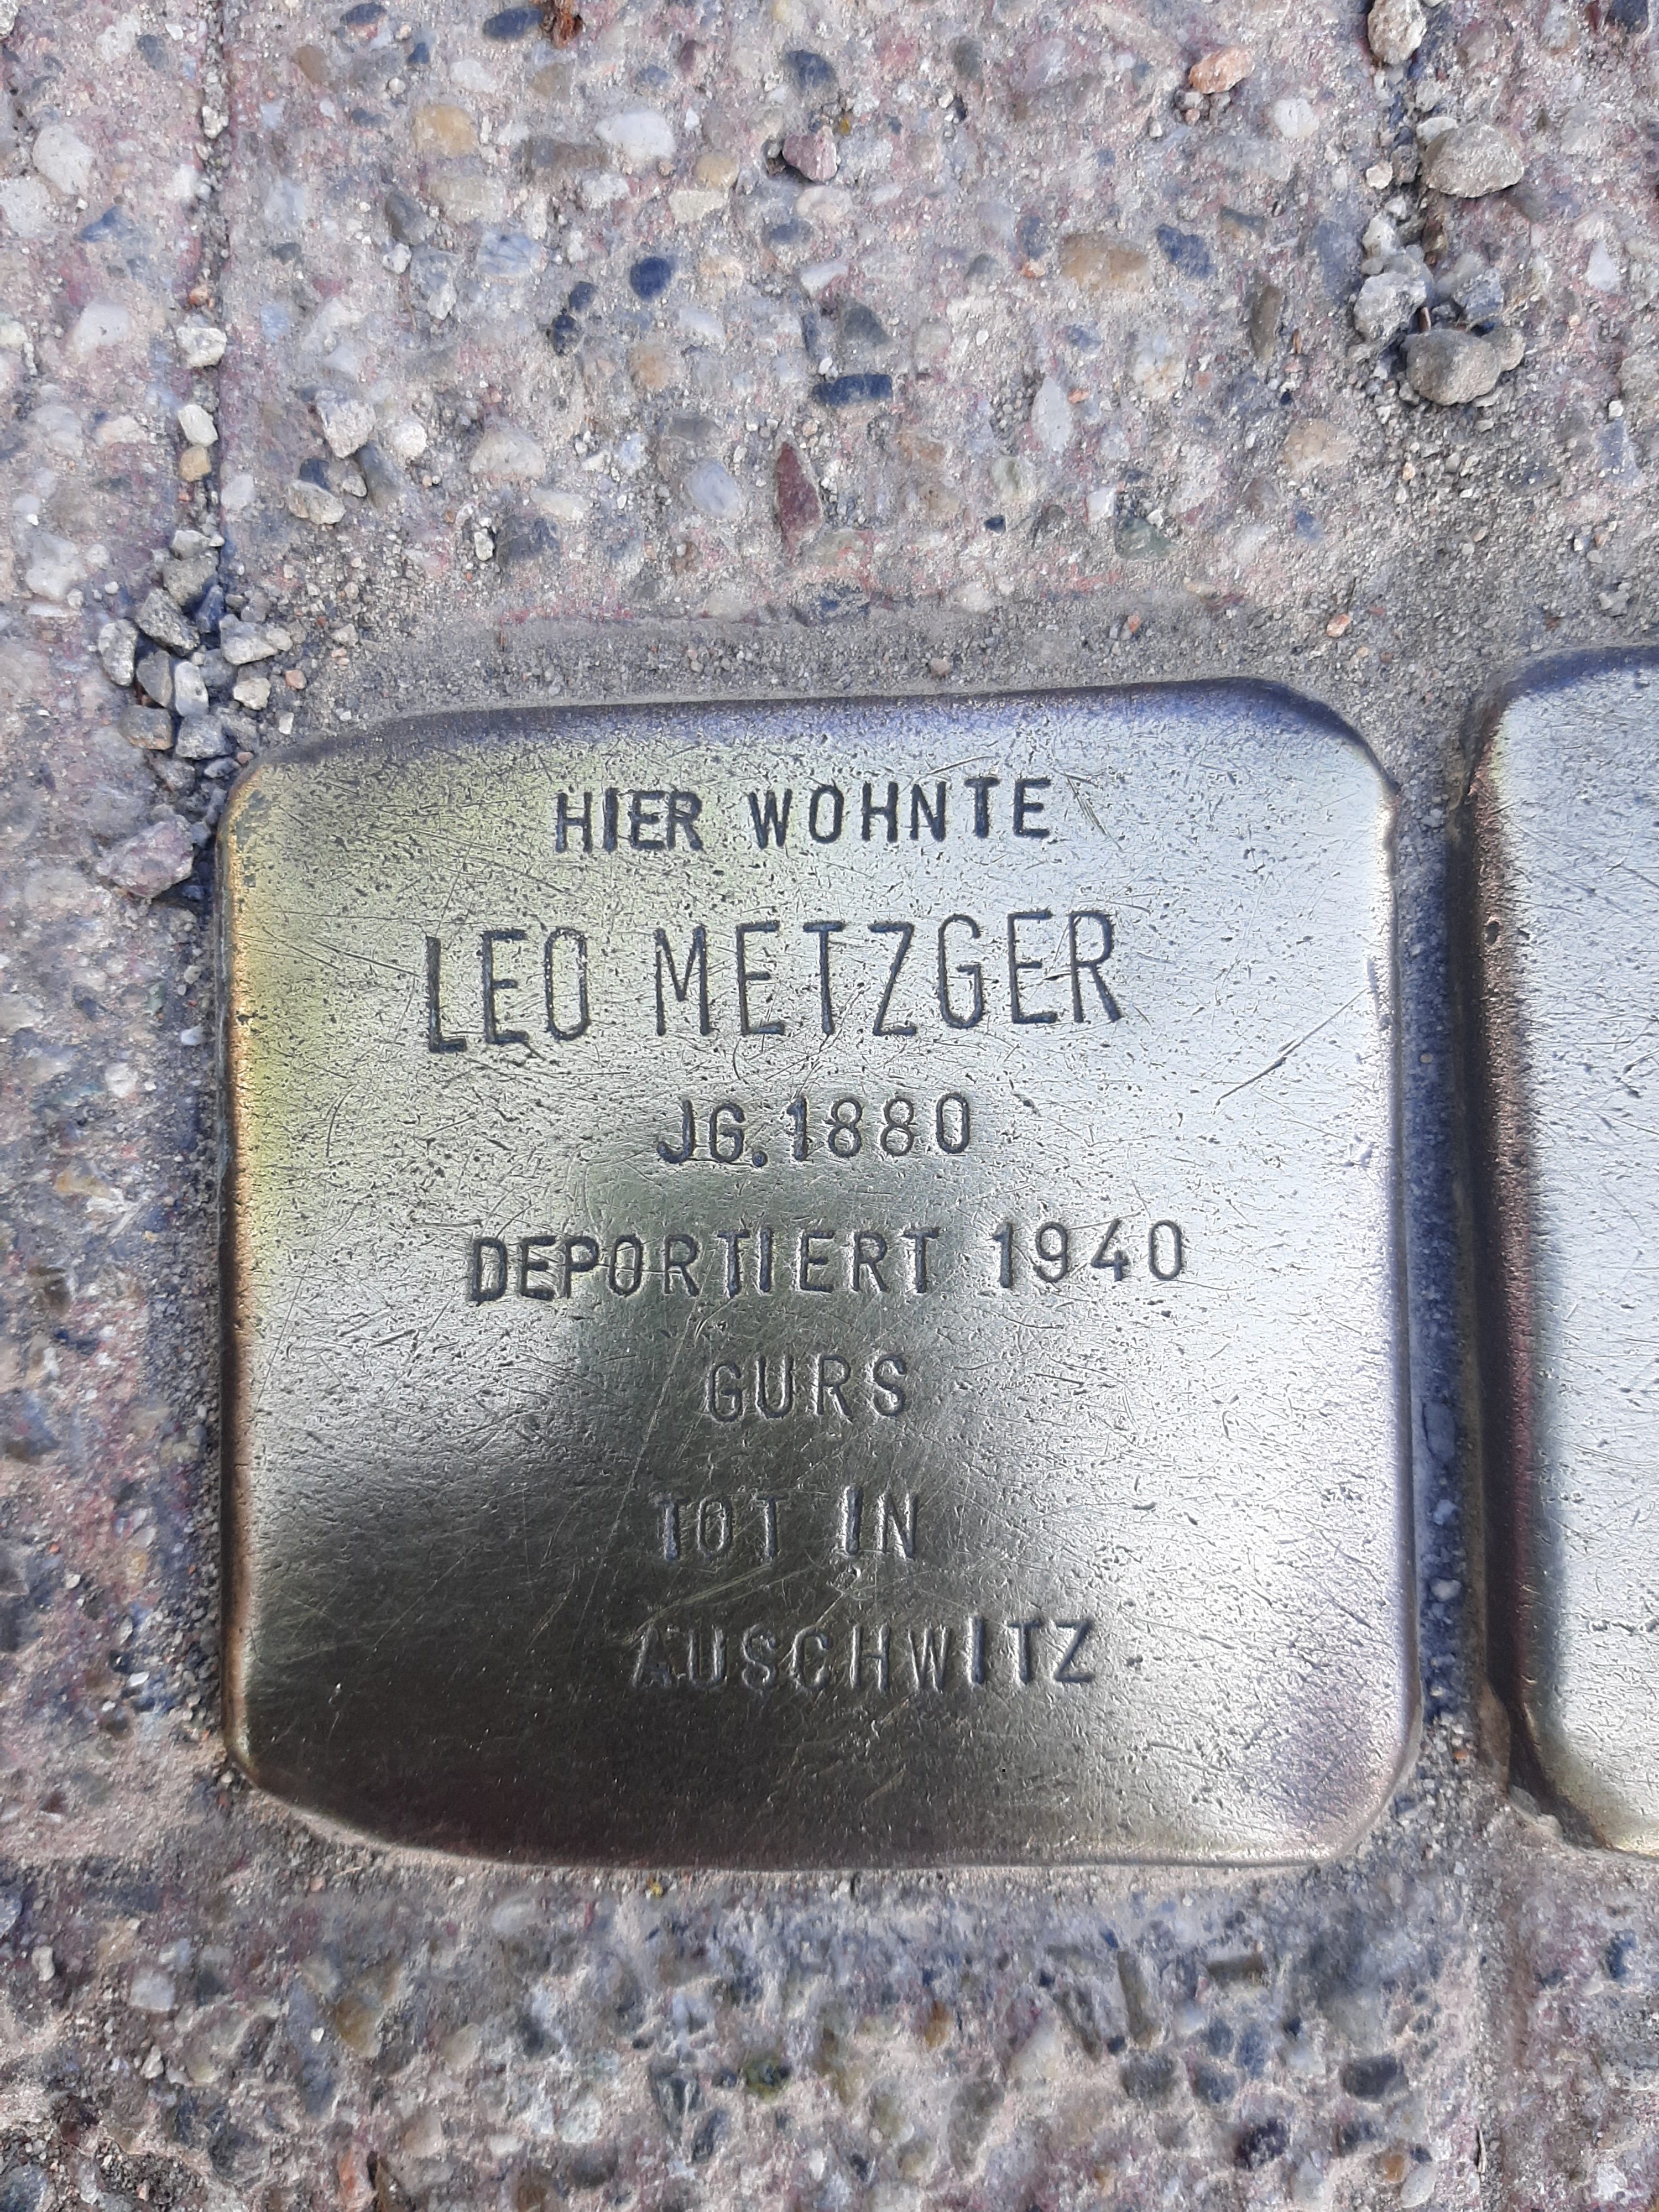 HIER WOHNTE
LEO METZGER
JG. 1880
DEPORTIERT 1940
GURS
TOT IN
AUSCHWITZ